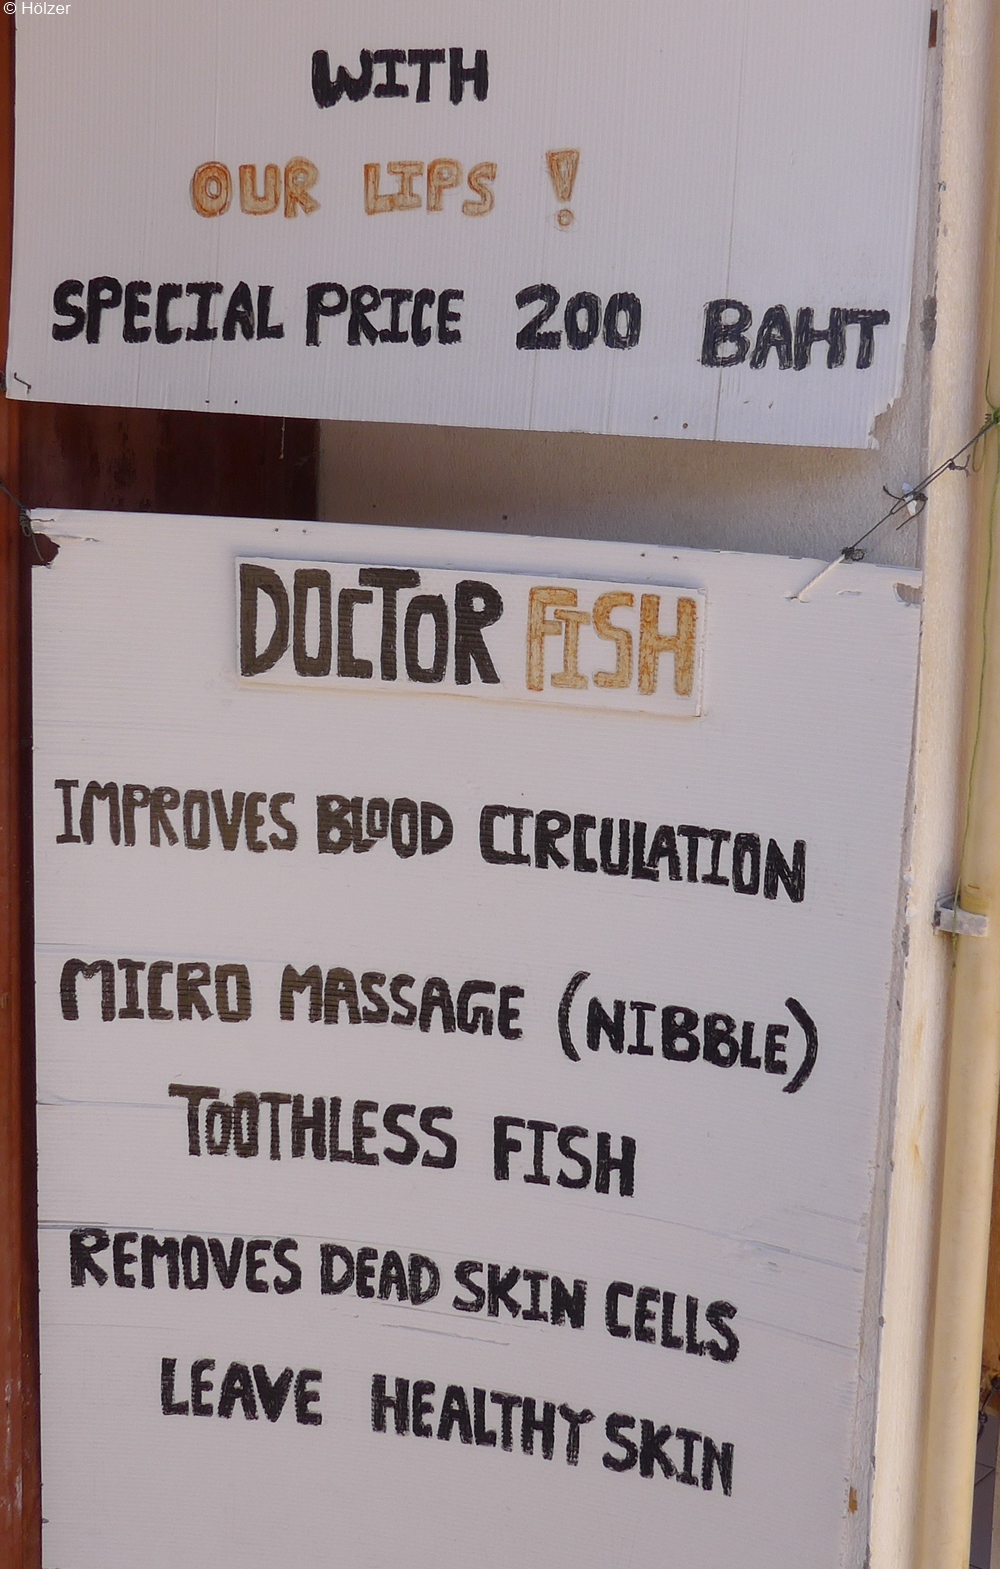 © Hölzer
WITH
OUR LIPS !
SPECIAL PRICE 200 BAHT
DOCTOR FISH
IMPROVES BLOOD CIRCULATION
MICRO MASSAGE (NIBBLE)
TOOTHLESS FISH
REMOVES DEAD SKIN CELLS
LEAVE HEALTHY SKIN